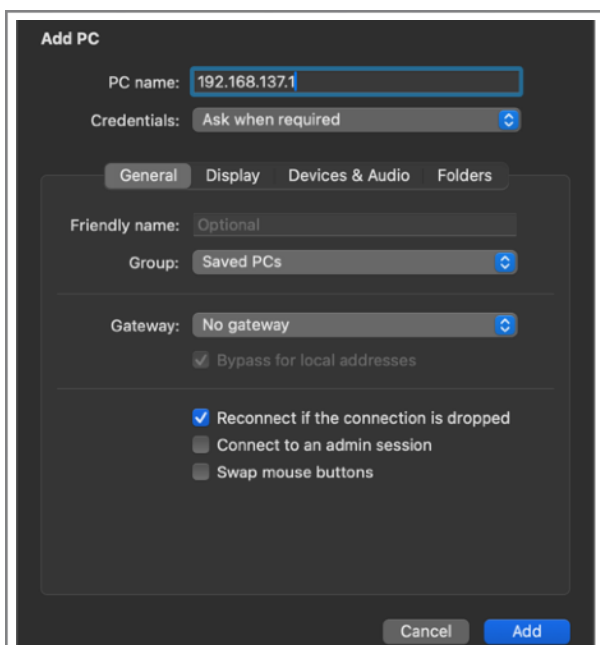 Add PC
PC name: 192.168.137.1
Credentials: Ask when required
General Display Devices & Audio Folders
Friendly name: Optional
Group: Saved PCs
Gateway: No gateway
Bypass for local addresses
Reconnect if the connection is dropped
Connect to an admin session
Swap mouse buttons
Cancel Add